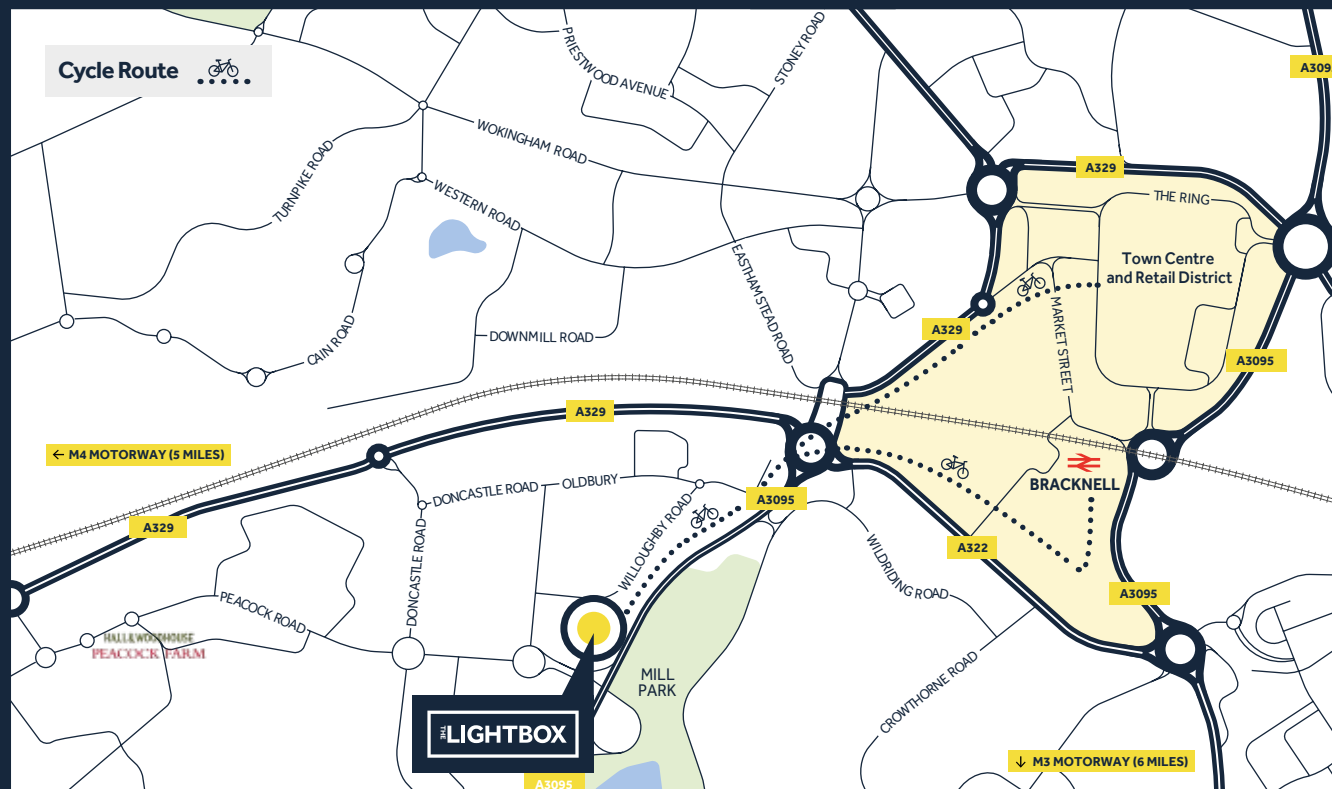 Cycle Route
PRIESTWOOD AVENUE
STONEY ROAD
A309
WOKINGHAM ROAD
TURNPIKE ROAD
WESTERN ROAD
A329
THE RING
Town Centre
and Retail District
EASTHAMSTEAD ROAD
MARKET STREET
A329
CAIN ROAD
DOWNMILL ROAD
A3095
A329
← M4 MOTORWAY (5 MILES)
BRACKNELL
DONCASTLE ROAD
OLDBURY
A3095
WILLOUGHBY ROAD
A329
DONCASTLE ROAD
A322
WILDRIDING ROAD
A3095
PEACOCK ROAD
HALL & WOODHOUSE
PEACOCK FARM
MILL
PARK
CROWTHORNE ROAD
THE LIGHTBOX
↓ M3 MOTORWAY (6 MILES)
A3095